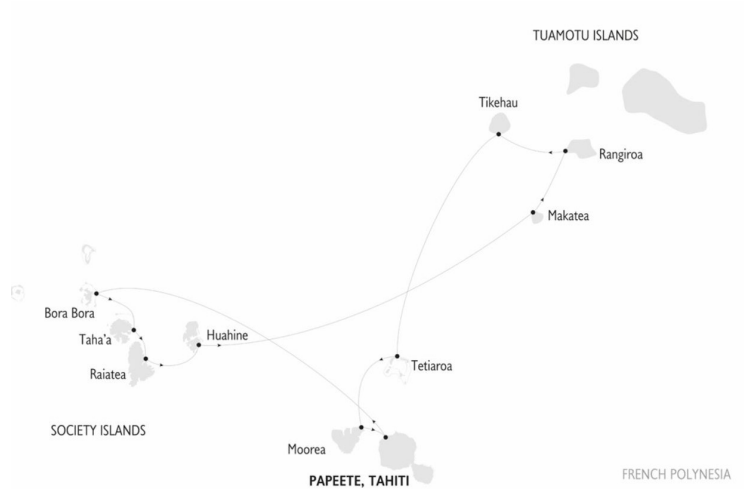 TUAMOTU ISLANDS
Tikehau
Rangiroa
Makatea
Bora Bora
Taha'a
Huahine
Raiatea
Tetiaroa
SOCIETY ISLANDS
Moorea
PAPEETE, TAHITI
FRENCH POLYNESIA